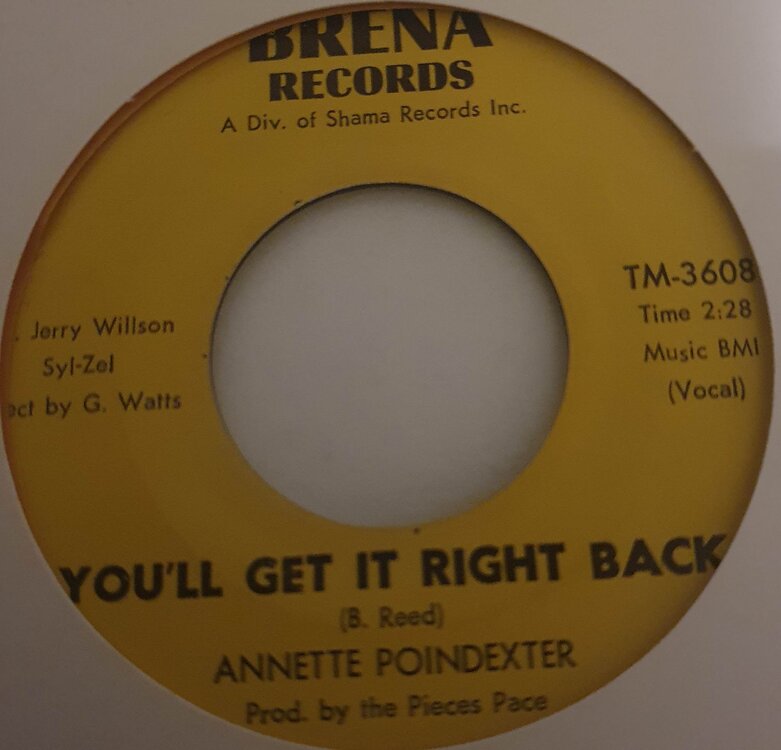 BRENA
RECORDS
A Div. of Shama Records Inc.
. Jerry Willson
Syl-Zel
ect by G. Watts
TM-3608
Time 2:28
Music BMI
(Vocal)
YOU'LL GET IT RIGHT BACK
(B. Reed)
ANNETTE POINDEXTER
Prod. by the Pieces Pace